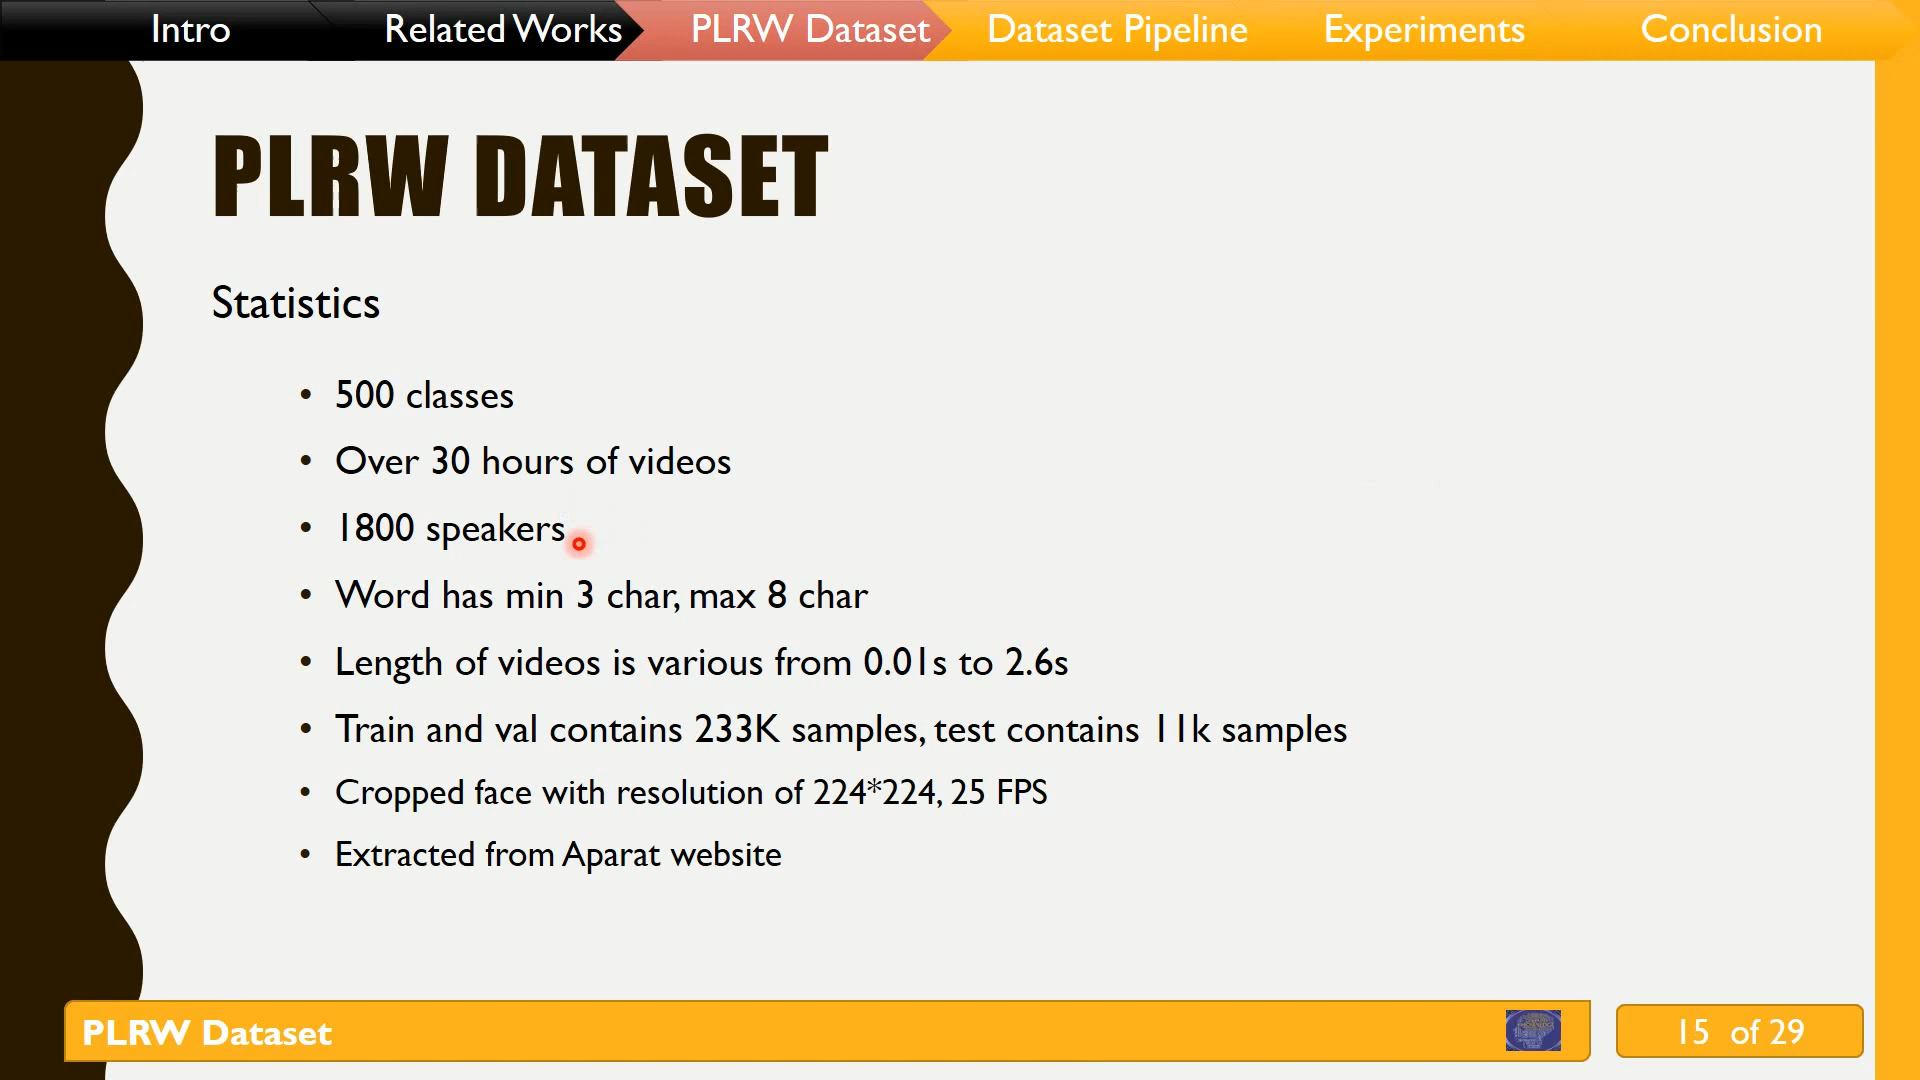 Intro
Related Works
PLRW Dataset
Dataset Pipeline
Experiments
Conclusion
PLRW DATASET
Statistics
• 500 classes
• Over 30 hours of videos
• 1800 speakers
• Word has min 3 char, max 8 char
• Length of videos is various from 0.01s to 2.6s
• Train and val contains 233K samples, test contains 11k samples
• Cropped face with resolution of 224*224, 25 FPS
• Extracted from Aparat website
PLRW Dataset
15 of 29